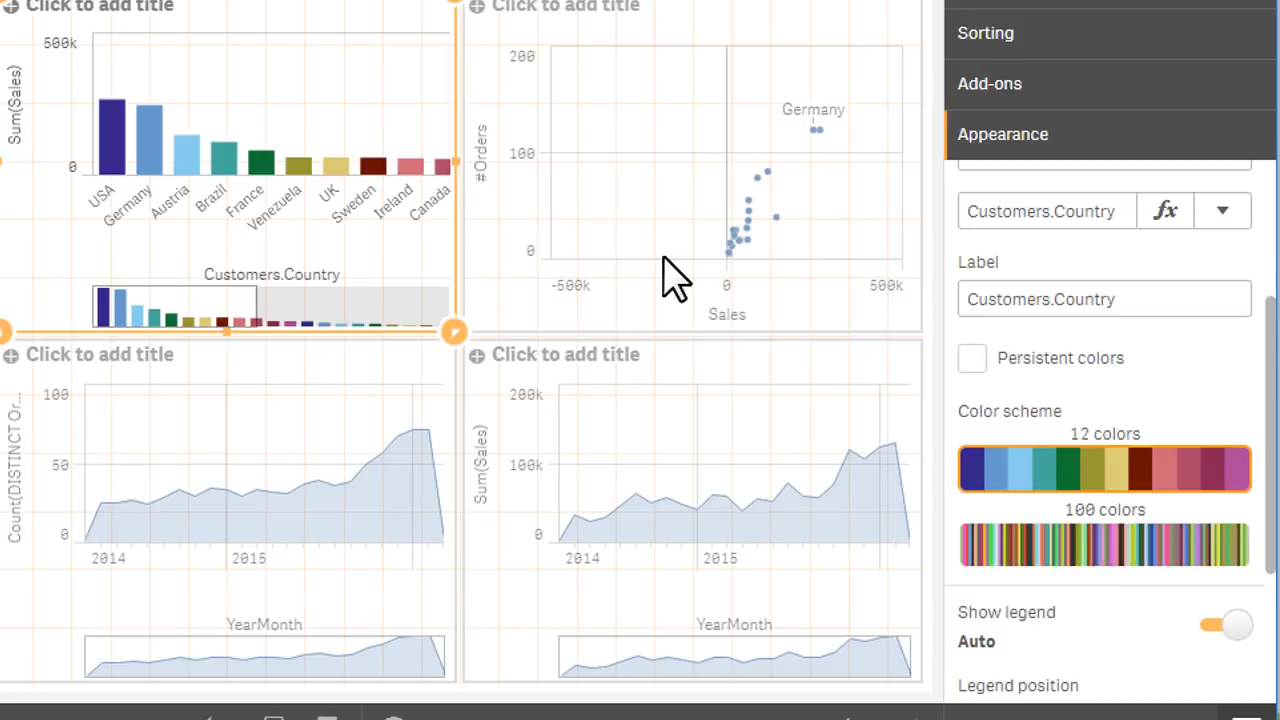 Click to add title
500k
Sum(Sales)
0
USA
Germany
Austria
Brazil
France
Venezuela
UK
Sweden
Ireland
Canada
Customers.Country
Click to add title
200
#Orders
100
0
Germany
-500k
0
500k
Sales
Click to add title
100
Count(DISTINCT Or...
50
0
2014
2015
YearMonth
Click to add title
200k
Sum(Sales)
100k
0
2014
2015
YearMonth
Sorting
Add-ons
Appearance
Customers.Country
fx
Label
Customers.Country
Persistent colors
Color scheme
12 colors
100 colors
Show legend
Auto
Legend position